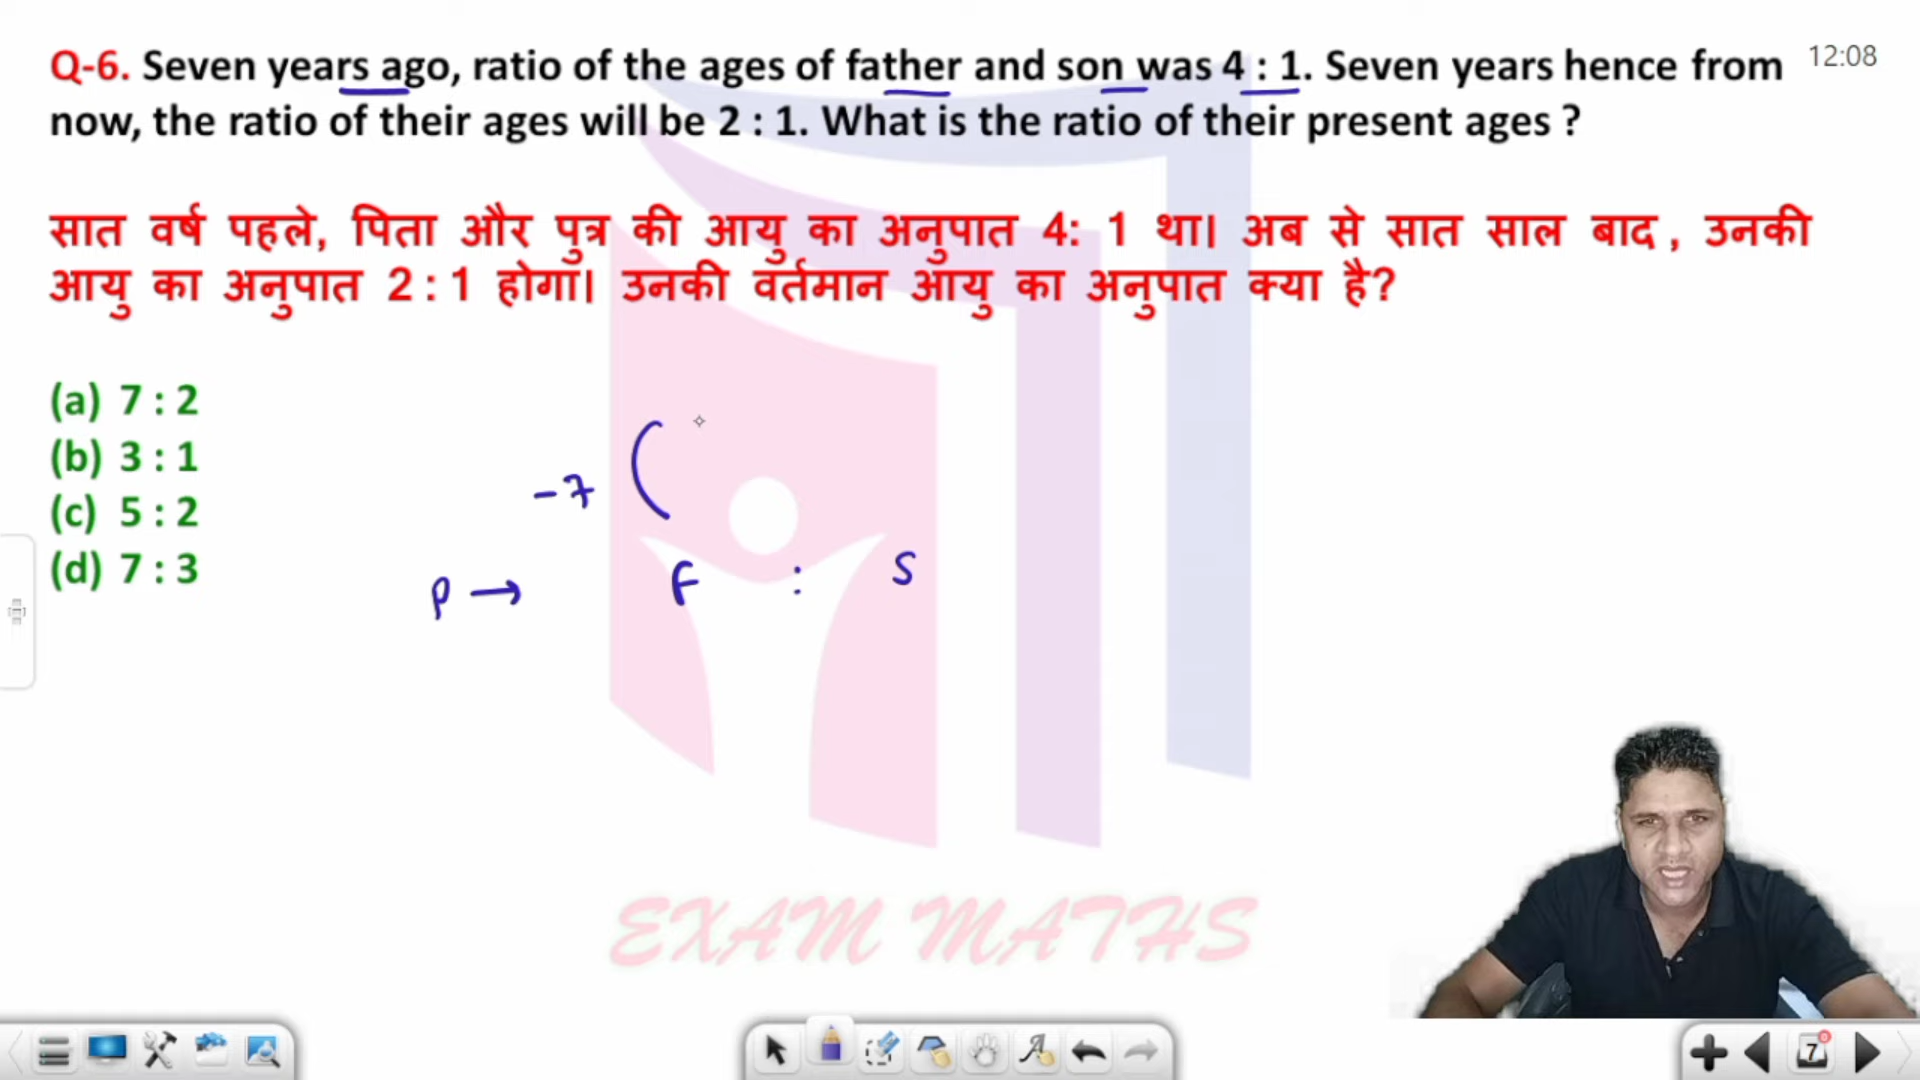 Q-6. Seven years ago, ratio of the ages of father and son was 4 : 1. Seven years hence from
12:08
now, the ratio of their ages will be 2 : 1. What is the ratio of their present ages ?
सात वर्ष पहले, पिता और पुत्र की आयु का अनुपात 4: 1 था। अब से सात साल बाद , उनकी
आयु का अनुपात 2 : 1 होगा। उनकी वर्तमान आयु का अनुपात क्या है?
(a) 7 : 2
(b) 3 : 1
(c) 5 : 2
(d) 7 : 3
-7 (
P → F : S
EXAM MATHS
7
0